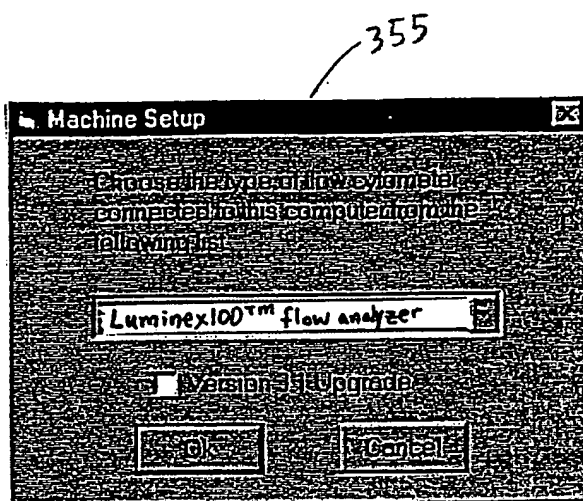 355
Machine Setup
Choose the type of flow cytometer
connected to this computer from the
following list.
Luminex100™ flow analyzer
Version 3.1 Upgrade
Ok
Cancel